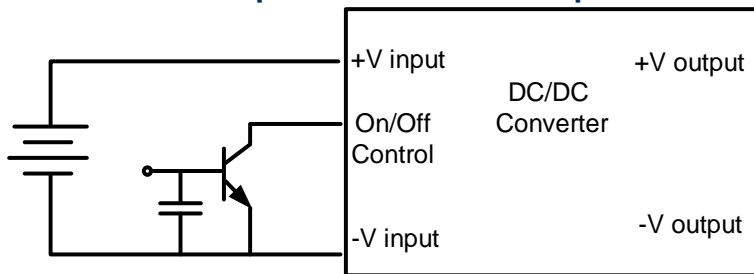 +V input
+V output
DC/DC
Converter
On/Off
Control
-V input
-V output